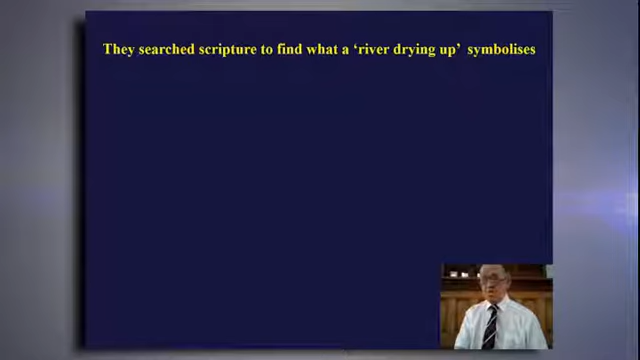 They searched scripture to find what a ‘river drying up’ symbolises